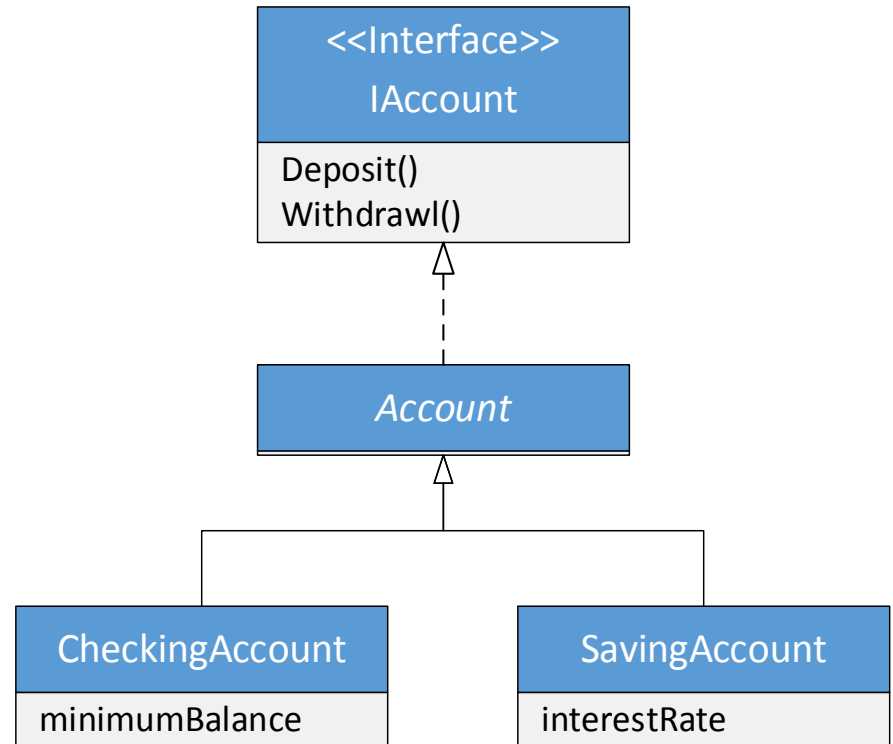 <<Interface>>
IAccount
Deposit()
Withdrawl()
Account
CheckingAccount
SavingAccount
minimumBalance
interestRate